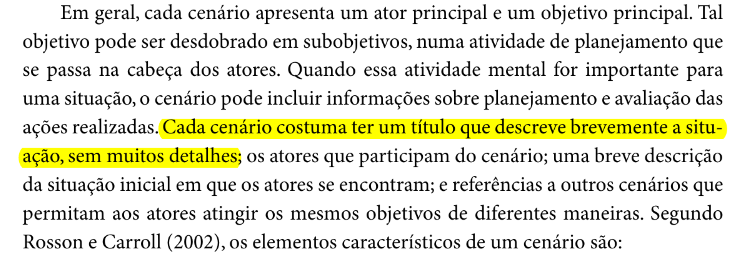 Em geral, cada cenário apresenta um ator principal e um objetivo principal. Tal
objetivo pode ser desdobrado em subobjetivos, numa atividade de planejamento que
se passa na cabeça dos atores. Quando essa atividade mental for importante para
uma situação, o cenário pode incluir informações sobre planejamento e avaliação das
ações realizadas. Cada cenário costuma ter um título que descreve brevemente a situ-
ação, sem muitos detalhes; os atores que participam do cenário; uma breve descrição
da situação inicial em que os atores se encontram; e referências a outros cenários que
permitam aos atores atingir os mesmos objetivos de diferentes maneiras. Segundo
Rosson e Carroll (2002), os elementos característicos de um cenário são: